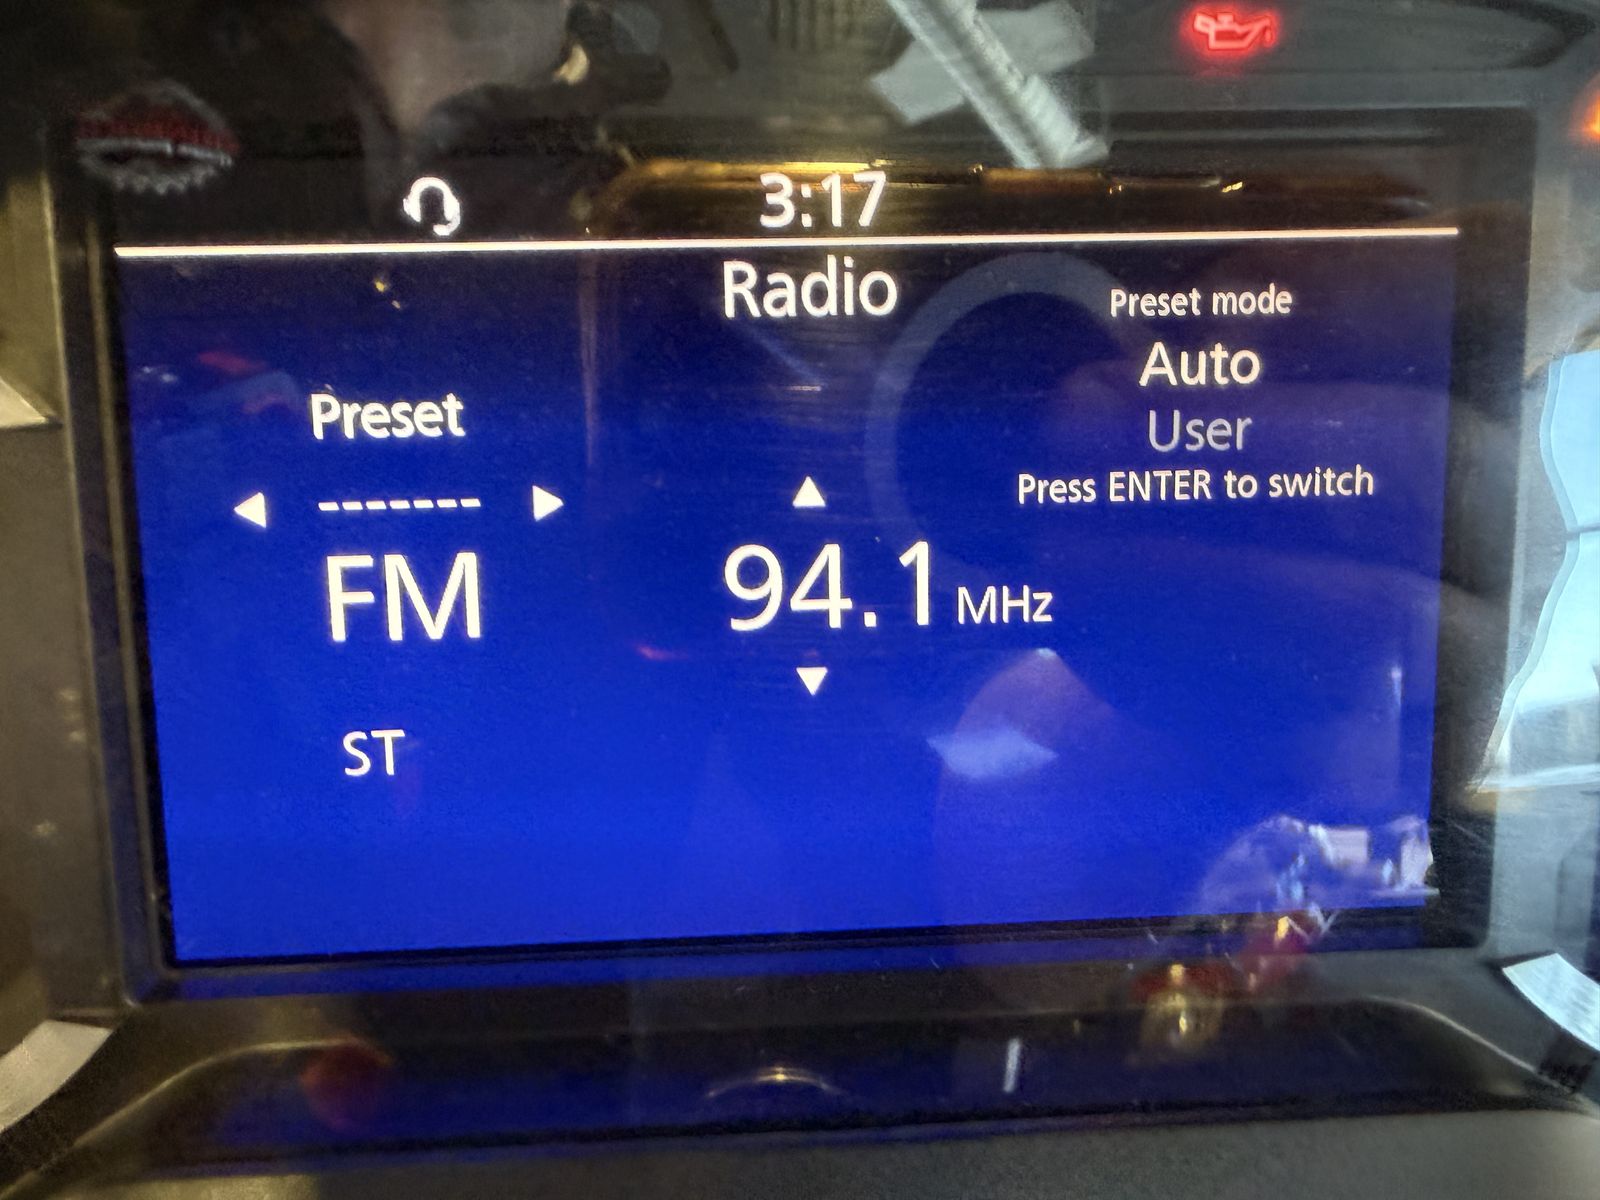 3:17
Radio
Preset mode
Auto
User
Press ENTER to switch
Preset
-------
FM
94.1 MHz
ST